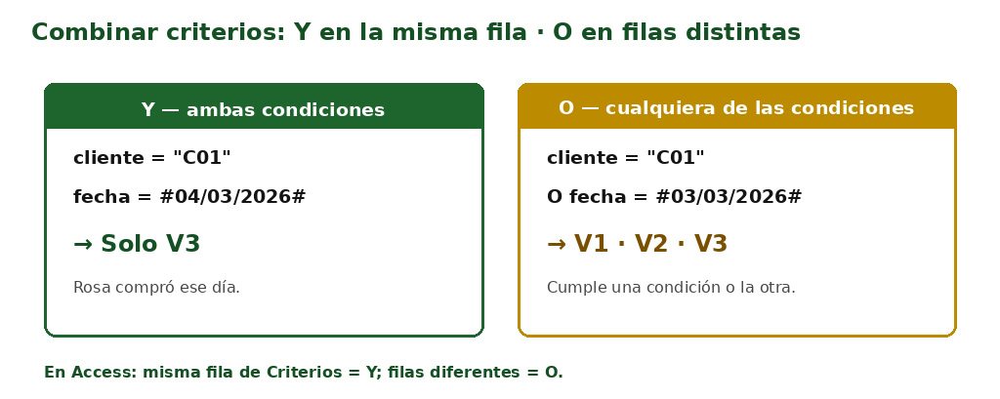 Combinar criterios: Y en la misma fila · O en filas distintas
Y — ambas condiciones
cliente = "C01"
fecha = #04/03/2026#
→ Solo V3
Rosa compró ese día.
O — cualquiera de las condiciones
cliente = "C01"
O fecha = #03/03/2026#
→ V1 · V2 · V3
Cumple una condición o la otra.
En Access: misma fila de Criterios = Y; filas diferentes = O.